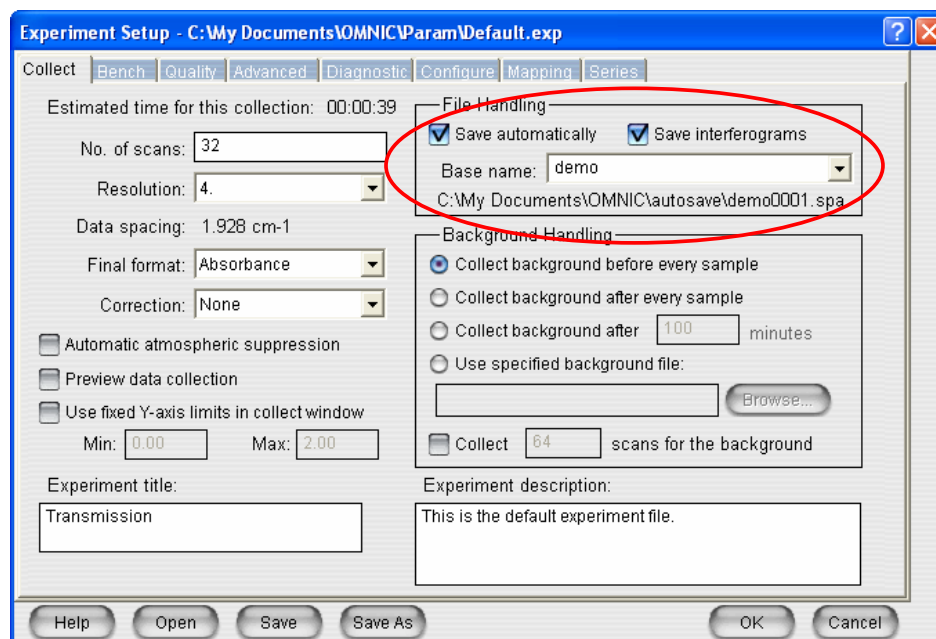 Experiment Setup - C:\My Documents\OMNIC\Param\Default.exp
Collect Bench Quality Advanced Diagnostic Configure Mapping Series
Estimated time for this collection: 00:00:39
No. of scans: 32
Resolution: 4.
Data spacing: 1.928 cm-1
Final format: Absorbance
Correction: None
Automatic atmospheric suppression
Preview data collection
Use fixed Y-axis limits in collect window
Min: 0.00 Max: 2.00
Experiment title:
Transmission
File Handling
Save automatically Save interferograms
Base name: demo
C:\My Documents\OMNIC\autosave\demo0001.spa
Background Handling
Collect background before every sample
Collect background after every sample
Collect background after 100 minutes
Use specified background file:
Browse...
Collect 64 scans for the background
Experiment description:
This is the default experiment file.
Help Open Save Save As OK Cancel